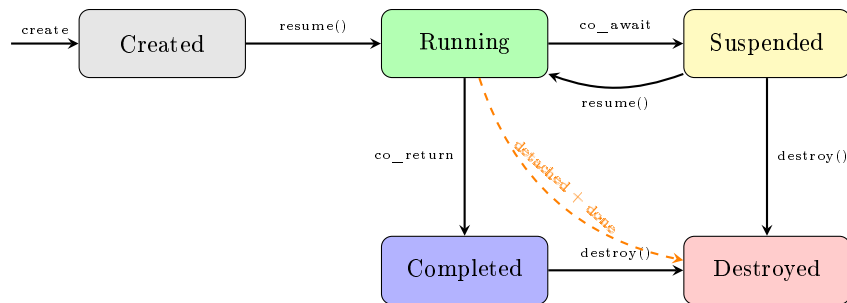 create
Created
resume()
Running
co_await
Suspended
resume()
co_return
detached + done
destroy()
Completed
destroy()
Destroyed